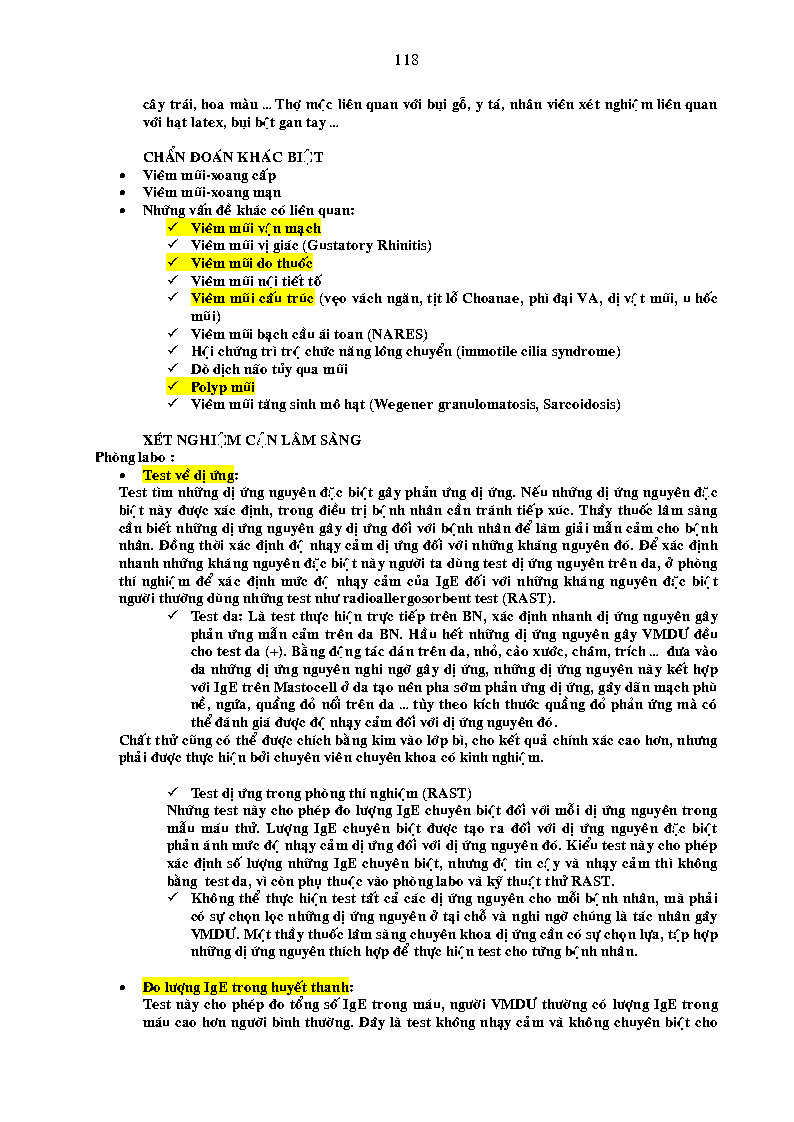 118
cây trái, hoa màu ... Thợ mộc liên quan với bụi gỗ, y tá, nhân viên xét nghiệm liên quan
với hạt latex, bụi bột gan tay ...
CHẨN ĐOÁN KHÁC BIỆT
• Viêm mũi-xoang cấp
• Viêm mũi-xoang mạn
• Những vấn đề khác có liên quan:
✓ Viêm mũi vận mạch
✓ Viêm mũi vị giác (Gustatory Rhinitis)
✓ Viêm mũi do thuốc
✓ Viêm mũi nội tiết tố
✓ Viêm mũi cấu trúc (vẹo vách ngăn, tịt lỗ Choanae, phì đại VA, dị vật mũi, u hốc
mũi)
✓ Viêm mũi bạch cầu ái toan (NARES)
✓ Hội chứng trì trệ chức năng lông chuyển (immotile cilia syndrome)
✓ Dò dịch não tủy qua mũi
✓ Polyp mũi
✓ Viêm mũi tăng sinh mô hạt (Wegener granulomatosis, Sarcoidosis)
XÉT NGHIỆM CẬN LÂM SÀNG
Phòng labo :
• Test về dị ứng:
Test tìm những dị ứng nguyên đặc biệt gây phản ứng dị ứng. Nếu những dị ứng nguyên đặc
biệt này được xác định, trong điều trị bệnh nhân cần tránh tiếp xúc. Thầy thuốc lâm sàng
cần biết những dị ứng nguyên gây dị ứng đối với bệnh nhân để làm giải mẫn cảm cho bệnh
nhân. Đồng thời xác định độ nhạy cảm dị ứng đối với những kháng nguyên đó. Để xác định
nhanh những kháng nguyên đặc biệt này người ta dùng test dị ứng nguyên trên da, ở phòng
thí nghiệm để xác định mức độ nhạy cảm của IgE đối với những kháng nguyên đặc biệt
người thường dùng những test như radioallergosorbent test (RAST).
✓ Test da: Là test thực hiện trực tiếp trên BN, xác định nhanh dị ứng nguyên gây
phản ứng mẫn cảm trên da BN. Hầu hết những dị ứng nguyên gây VMDƯ đều
cho test da (+). Bằng động tác dán trên da, nhỏ, cào xước, chấm, trích ... đưa vào
da những dị ứng nguyên nghi ngờ gây dị ứng, những dị ứng nguyên này kết hợp
với IgE trên Mastocell ở da tạo nên pha sớm phản ứng dị ứng, gây dãn mạch phù
nề, ngứa, quầng đỏ nổi trên da ... tùy theo kích thước quầng đỏ phản ứng mà có
thể đánh giá được độ nhạy cảm đối với dị ứng nguyên đó.
Chất thử cũng có thể được chích bằng kim vào lớp bì, cho kết quả chính xác cao hơn, nhưng
phải được thực hiện bởi chuyên viên chuyên khoa có kinh nghiệm.
✓ Test dị ứng trong phòng thí nghiệm (RAST)
Những test này cho phép đo lượng IgE chuyên biệt đối với mỗi dị ứng nguyên trong
mẫu máu thử. Lượng IgE chuyên biệt được tạo ra đối với dị ứng nguyên đặc biệt
phản ánh mức độ nhạy cảm dị ứng đối với dị ứng nguyên đó. Kiểu test này cho phép
xác định số lượng những IgE chuyên biệt, nhưng độ tin cậy và nhạy cảm thì không
bằng test da, vì còn phụ thuộc vào phòng labo và kỹ thuật thử RAST.
✓ Không thể thực hiện test tất cả các dị ứng nguyên cho mỗi bệnh nhân, mà phải
có sự chọn lọc những dị ứng nguyên ở tại chỗ và nghi ngờ chúng là tác nhân gây
VMDƯ. Một thầy thuốc lâm sàng chuyên khoa dị ứng cần có sự chọn lựa, tập hợp
những dị ứng nguyên thích hợp để thực hiện test cho từng bệnh nhân.
• Đo lượng IgE trong huyết thanh:
Test này cho phép đo tổng số IgE trong máu, người VMDƯ thường có lượng IgE trong
máu cao hơn người bình thường. Đây là test không nhạy cảm và không chuyên biệt cho